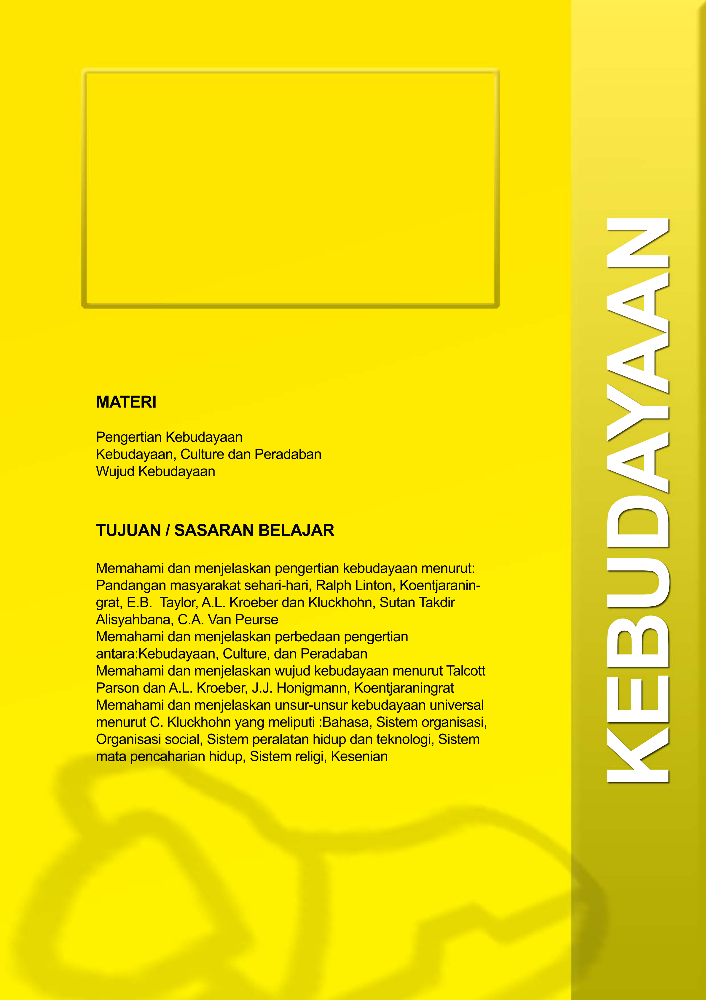 MATERI
Pengertian Kebudayaan
Kebudayaan, Culture dan Peradaban
Wujud Kebudayaan
TUJUAN / SASARAN BELAJAR
Memahami dan menjelaskan pengertian kebudayaan menurut:
Pandangan masyarakat sehari-hari, Ralph Linton, Koentjaranin-
grat, E.B.  Taylor, A.L. Kroeber dan Kluckhohn, Sutan Takdir
Alisyahbana, C.A. Van Peurse
Memahami dan menjelaskan perbedaan pengertian
antara:Kebudayaan, Culture, dan Peradaban
Memahami dan menjelaskan wujud kebudayaan menurut Talcott
Parson dan A.L. Kroeber, J.J. Honigmann, Koentjaraningrat
Memahami dan menjelaskan unsur-unsur kebudayaan universal
menurut C. Kluckhohn yang meliputi :Bahasa, Sistem organisasi,
Organisasi social, Sistem peralatan hidup dan teknologi, Sistem
mata pencaharian hidup, Sistem religi, Kesenian
KEBUDAYAAN